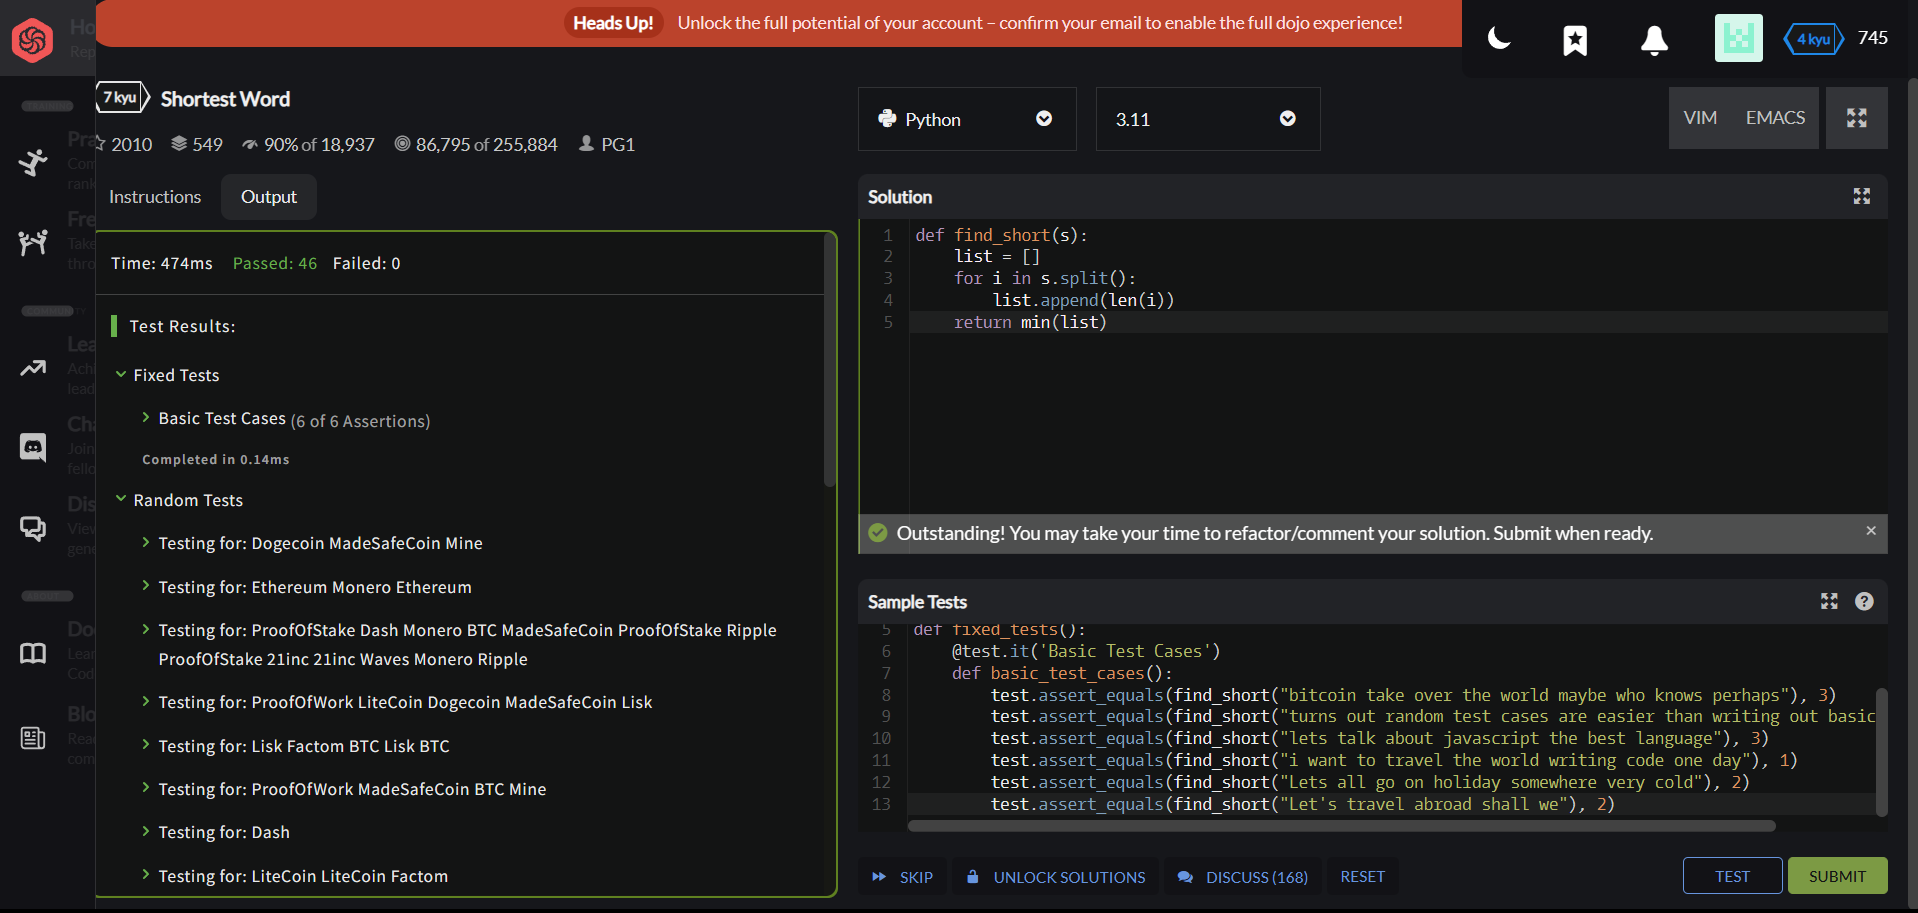 Heads Up! Unlock the full potential of your account – confirm your email to enable the full dojo experience!
4 kyu 745
7 kyu Shortest Word
2010 549 90% of 18,937 86,795 of 255,884 PG1
Instructions Output
Time: 474ms Passed: 46 Failed: 0
Test Results:
Fixed Tests
Basic Test Cases (6 of 6 Assertions)
Completed in 0.14ms
Random Tests
Testing for: Dogecoin MadeSafeCoin Mine
Testing for: Ethereum Monero Ethereum
Testing for: ProofOfStake Dash Monero BTC MadeSafeCoin ProofOfStake Ripple
ProofOfStake 21inc 21inc Waves Monero Ripple
Testing for: ProofOfWork LiteCoin Dogecoin MadeSafeCoin Lisk
Testing for: Lisk Factom BTC Lisk BTC
Testing for: ProofOfWork MadeSafeCoin BTC Mine
Testing for: Dash
Testing for: LiteCoin LiteCoin Factom
Python 3.11 VIM EMACS
Solution
1 def find_short(s):
2 list = []
3 for i in s.split():
4 list.append(len(i))
5 return min(list)
Outstanding! You may take your time to refactor/comment your solution. Submit when ready. ×
Sample Tests
5 def fixed_tests():
6 @test.it('Basic Test Cases')
7 def basic_test_cases():
8 test.assert_equals(find_short("bitcoin take over the world maybe who knows perhaps"), 3)
9 test.assert_equals(find_short("turns out random test cases are easier than writing out basic
10 test.assert_equals(find_short("lets talk about javascript the best language"), 3)
11 test.assert_equals(find_short("i want to travel the world writing code one day"), 1)
12 test.assert_equals(find_short("Lets all go on holiday somewhere very cold"), 2)
13 test.assert_equals(find_short("Let's travel abroad shall we"), 2)
SKIP UNLOCK SOLUTIONS DISCUSS (168) RESET TEST SUBMIT